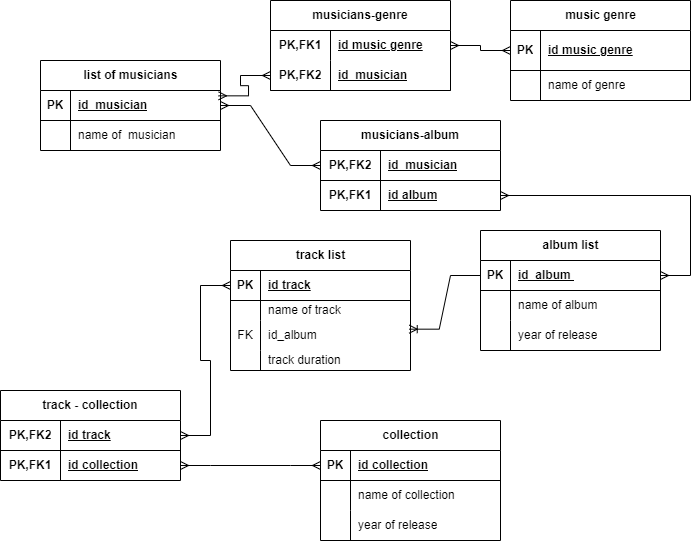 musicians-genre
PK,FK1 id music genre
PK,FK2 id_musician
music genre
PK id music genre
name of genre
list of musicians
PK id_musician
name of musician
musicians-album
PK,FK2 id_musician
PK,FK1 id album
track list
PK id track
name of track
FK id_album
track duration
album list
PK id_album
name of album
year of release
track - collection
PK,FK2 id track
PK,FK1 id collection
collection
PK id collection
name of collection
year of release